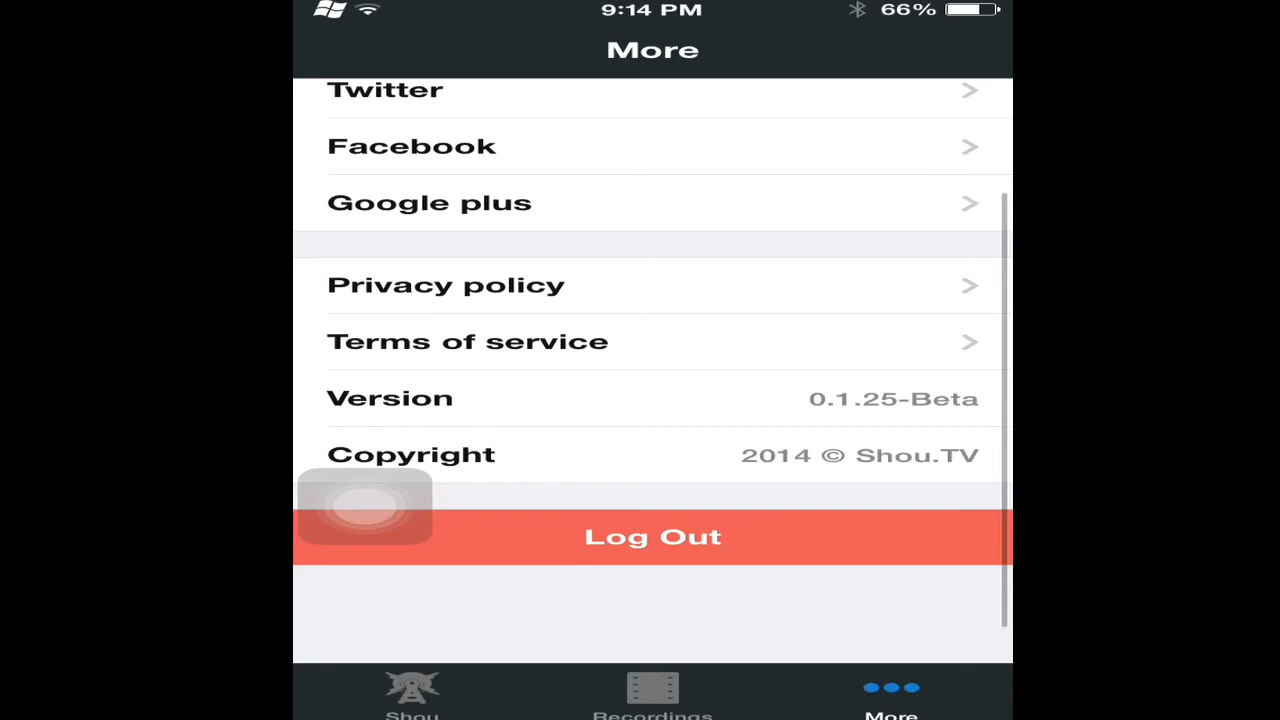 9:14 PM
66%
More
Twitter
Facebook
Google plus
Privacy policy
Terms of service
Version
0.1.25-Beta
Copyright
2014 © Shou.TV
Log Out
Shou
Recordings
More